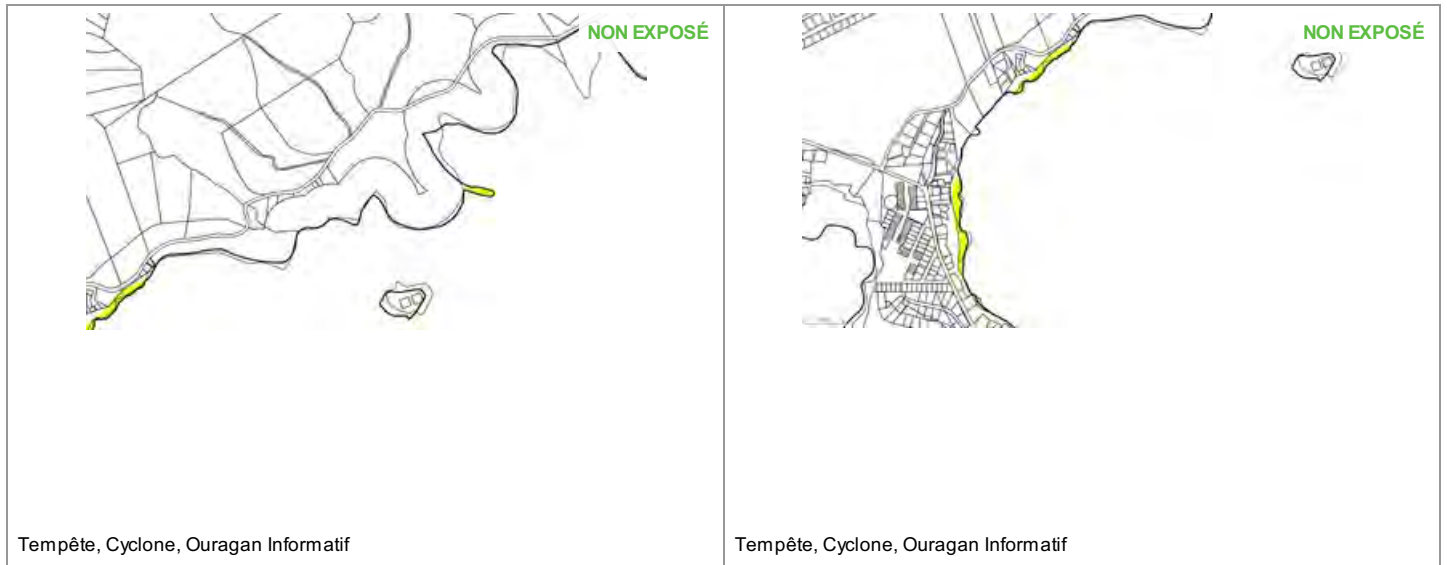 NON EXPOSÉ
Tempête, Cyclone, Ouragan Informatif
NON EXPOSÉ
Tempête, Cyclone, Ouragan Informatif